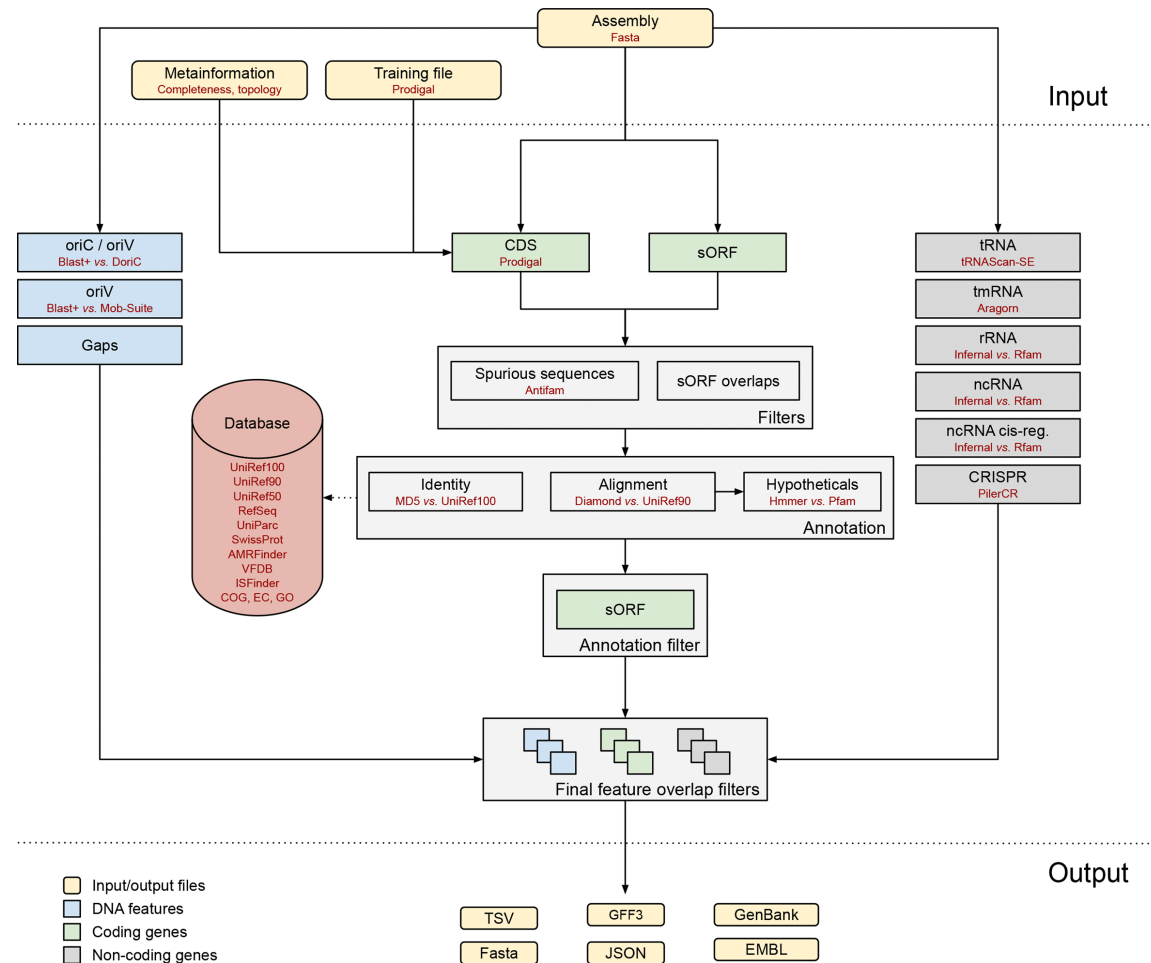 Assembly
Fasta
Metainformation
Completeness, topology
Training file
Prodigal
Input
oriC / oriV
Blast+ vs. DoriC
oriV
Blast+ vs. Mob-Suite
Gaps
CDS
Prodigal
sORF
tRNA
tRNAScan-SE
tmRNA
Aragorn
rRNA
Infernal vs. Rfam
ncRNA
Infernal vs. Rfam
ncRNA cis-reg.
Infernal vs. Rfam
CRISPR
PilerCR
Spurious sequences
Antifam
sORF overlaps
Filters
Database
UniRef100
UniRef90
UniRef50
RefSeq
UniParc
SwissProt
AMRFinder
VFDB
ISFinder
COG, EC, GO
Identity
MD5 vs. UniRef100
Alignment
Diamond vs. UniRef90
Hypotheticals
Hmmer vs. Pfam
Annotation
sORF
Annotation filter
Final feature overlap filters
Output
Input/output files
DNA features
Coding genes
Non-coding genes
TSV
GFF3
GenBank
Fasta
JSON
EMBL